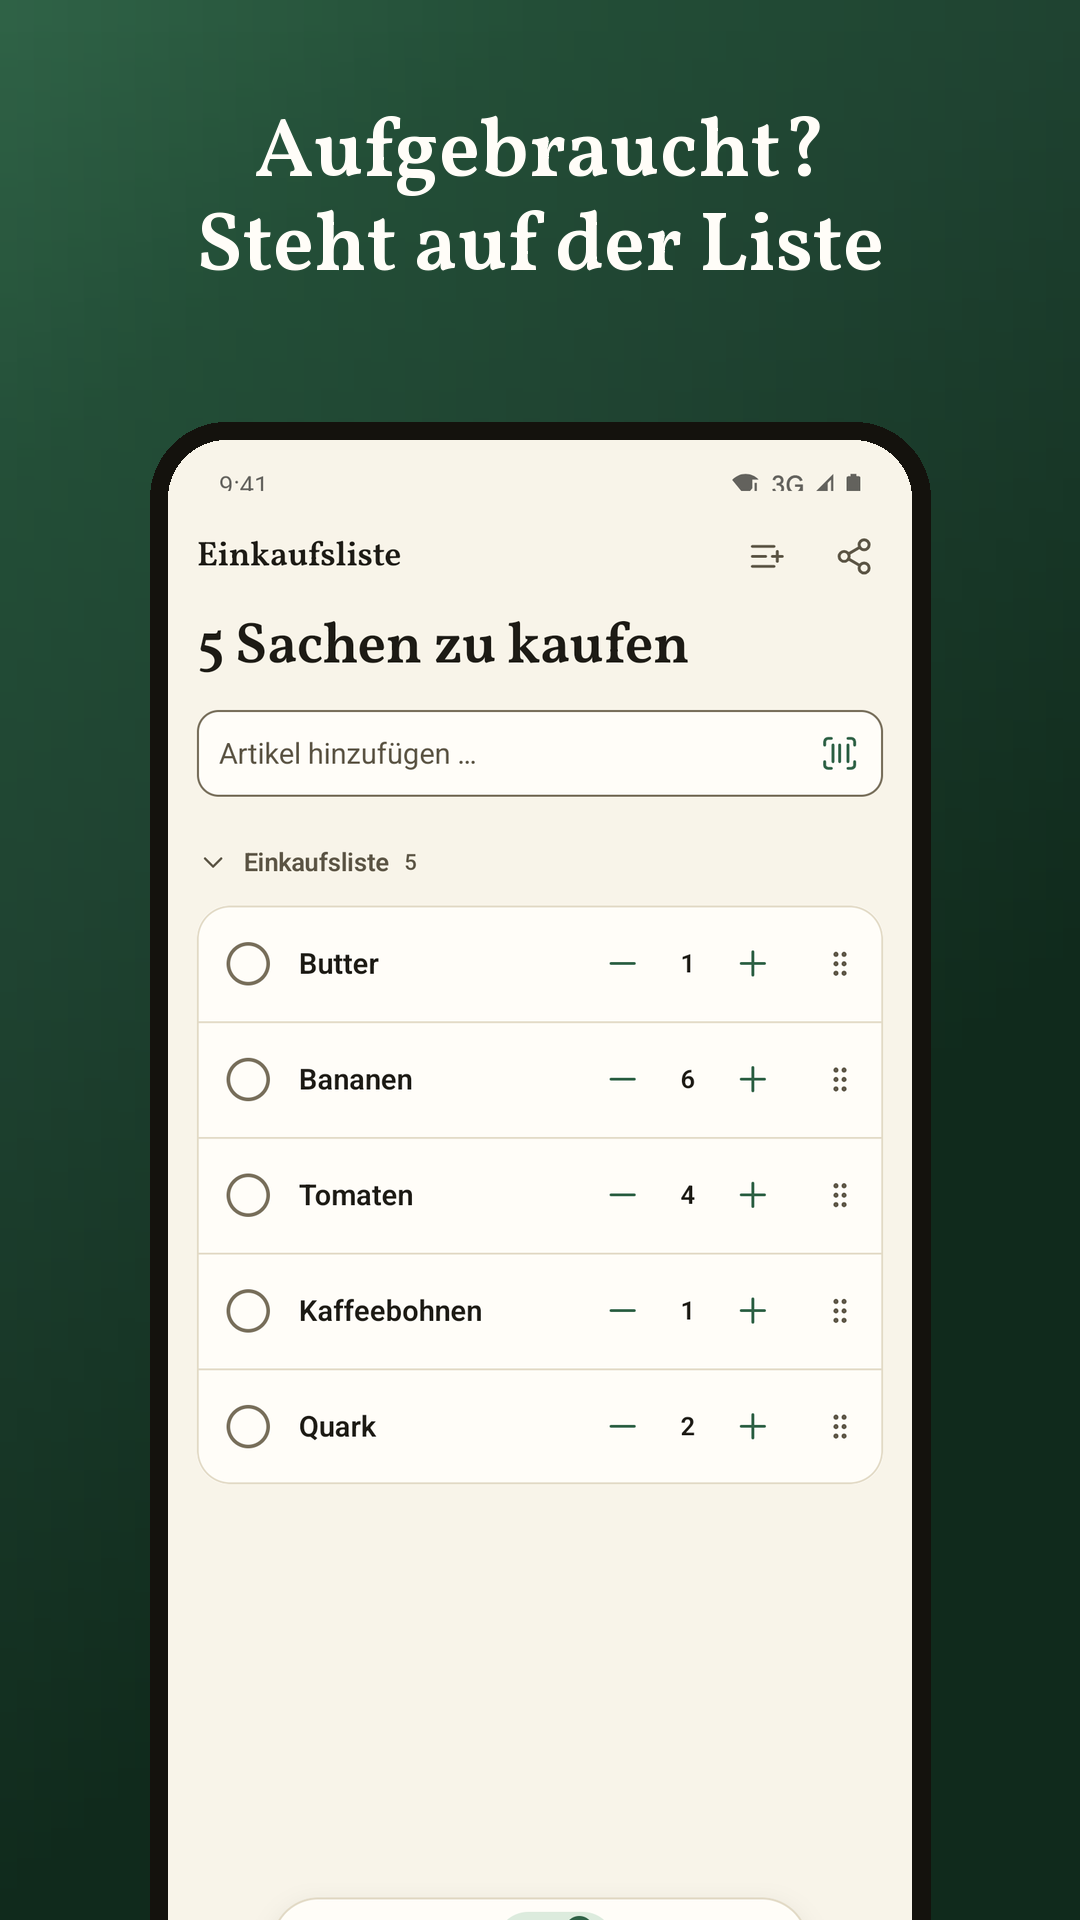 Aufgebraucht?
Steht auf der Liste
9:41 3G
Einkaufsliste
5 Sachen zu kaufen
Artikel hinzufügen …
Einkaufsliste 5
Butter 1
Bananen 6
Tomaten 4
Kaffeebohnen 1
Quark 2